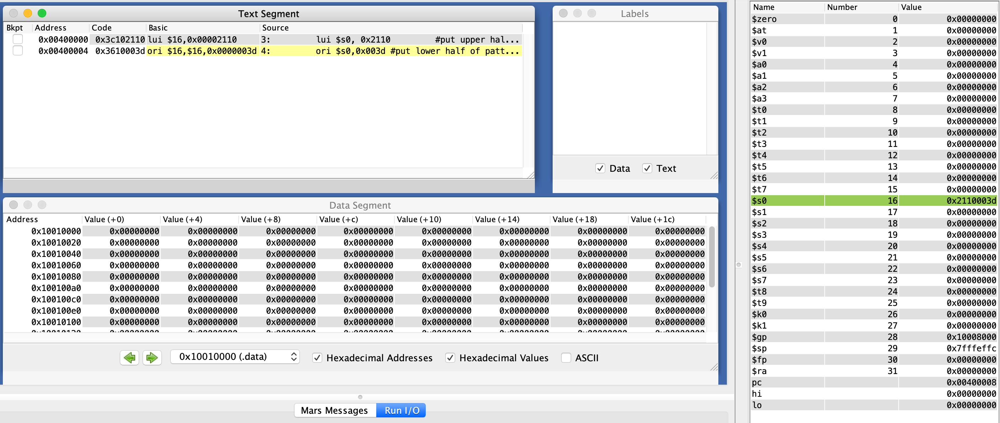 Text Segment
Bkpt Address Code Basic Source
0x00400000 0x3c102110 lui $16,0x00002110 3: lui $s0, 0x2110 #put upper hal...
0x00400004 0x3610003d ori $16,$16,0x0000003d 4: ori $s0,0x003d #put lower half of patt...
Labels
Data Text
Data Segment
Address Value (+0) Value (+4) Value (+8) Value (+c) Value (+10) Value (+14) Value (+18) Value (+1c)
0x10010000 0x00000000 0x00000000 0x00000000 0x00000000 0x00000000 0x00000000 0x00000000 0x00000000
0x10010020 0x00000000 0x00000000 0x00000000 0x00000000 0x00000000 0x00000000 0x00000000 0x00000000
0x10010040 0x00000000 0x00000000 0x00000000 0x00000000 0x00000000 0x00000000 0x00000000 0x00000000
0x10010060 0x00000000 0x00000000 0x00000000 0x00000000 0x00000000 0x00000000 0x00000000 0x00000000
0x10010080 0x00000000 0x00000000 0x00000000 0x00000000 0x00000000 0x00000000 0x00000000 0x00000000
0x100100a0 0x00000000 0x00000000 0x00000000 0x00000000 0x00000000 0x00000000 0x00000000 0x00000000
0x100100c0 0x00000000 0x00000000 0x00000000 0x00000000 0x00000000 0x00000000 0x00000000 0x00000000
0x100100e0 0x00000000 0x00000000 0x00000000 0x00000000 0x00000000 0x00000000 0x00000000 0x00000000
0x10010100 0x00000000 0x00000000 0x00000000 0x00000000 0x00000000 0x00000000 0x00000000 0x00000000
0x10010000 (.data) Hexadecimal Addresses Hexadecimal Values ASCII
Mars Messages Run I/O
Name Number Value
$zero 0 0x00000000
$at 1 0x00000000
$v0 2 0x00000000
$v1 3 0x00000000
$a0 4 0x00000000
$a1 5 0x00000000
$a2 6 0x00000000
$a3 7 0x00000000
$t0 8 0x00000000
$t1 9 0x00000000
$t2 10 0x00000000
$t3 11 0x00000000
$t4 12 0x00000000
$t5 13 0x00000000
$t6 14 0x00000000
$t7 15 0x00000000
$s0 16 0x2110003d
$s1 17 0x00000000
$s2 18 0x00000000
$s3 19 0x00000000
$s4 20 0x00000000
$s5 21 0x00000000
$s6 22 0x00000000
$s7 23 0x00000000
$t8 24 0x00000000
$t9 25 0x00000000
$k0 26 0x00000000
$k1 27 0x00000000
$gp 28 0x10008000
$sp 29 0x7fffeffc
$fp 30 0x00000000
$ra 31 0x00000000
pc 0x00400008
hi 0x00000000
lo 0x00000000